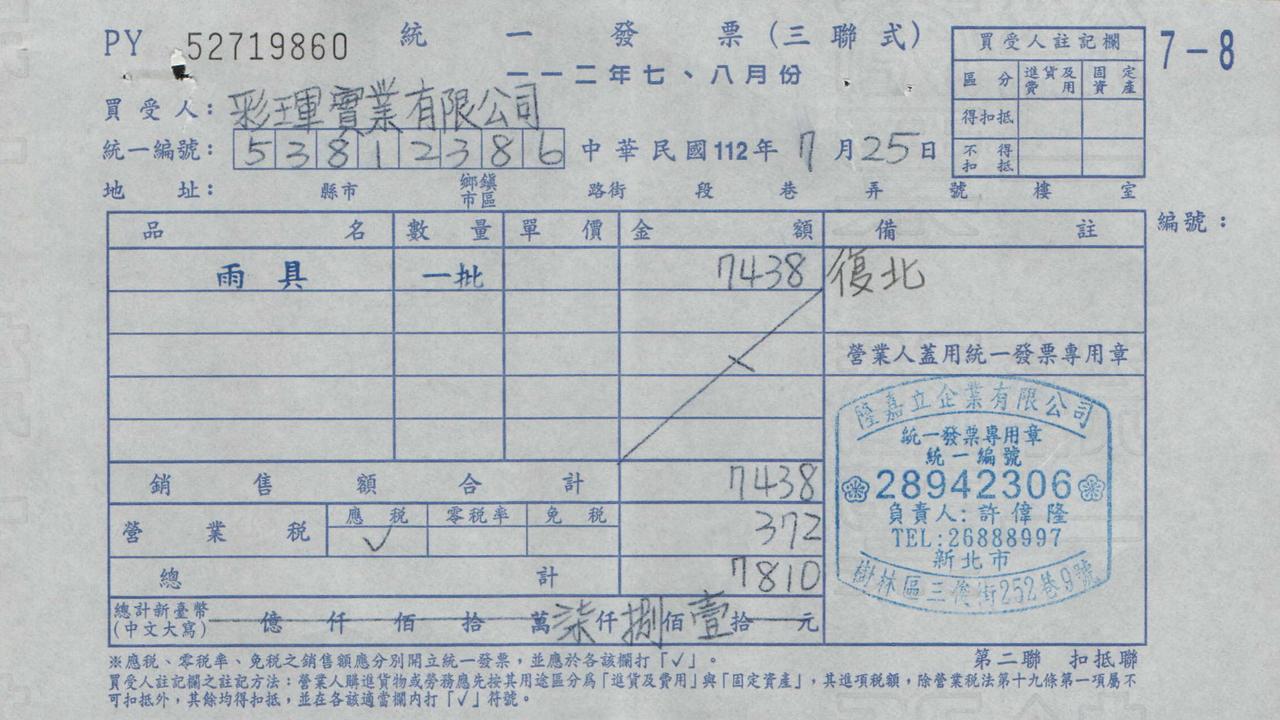 PY 52719860 統一發票(三聯式)
一一二年七、八月份
7-8
買受人註記欄
區分 進貨及費用 固定資產
得扣抵
不得扣抵
買受人: 彩琿實業有限公司
統一編號: 53812386 中華民國112年7月25日
地址: 縣市 鄉鎮市區 路街 段 巷 弄 號 樓 室
品名 數量 單價 金額 備註 編號:
雨具 一批 7438 復北
營業人蓋用統一發票專用章
隆嘉立企業有限公司
統一發票專用章
統一編號
28942306
負責人: 許偉隆
TEL:26888997
新北市
樹林區三俊街252巷9號
銷售額合計 7438
營業稅 應稅 零稅率 免稅 372
✓
總計 7810
總計新臺幣(中文大寫) 億仟佰拾萬柒仟捌佰壹拾元
第二聯 扣抵聯
※應稅、零稅率、免稅之銷售額應分別開立統一發票,並應於各該欄打「✓」。
買受人註記欄之註記方法:營業人購進貨物或勞務應先按其用途區分為「進貨及費用」與「固定資產」,其進項稅額,除營業稅法第十九條第一項屬不
可扣抵外,其餘均得扣抵,並在各該適當欄內打「✓」符號。